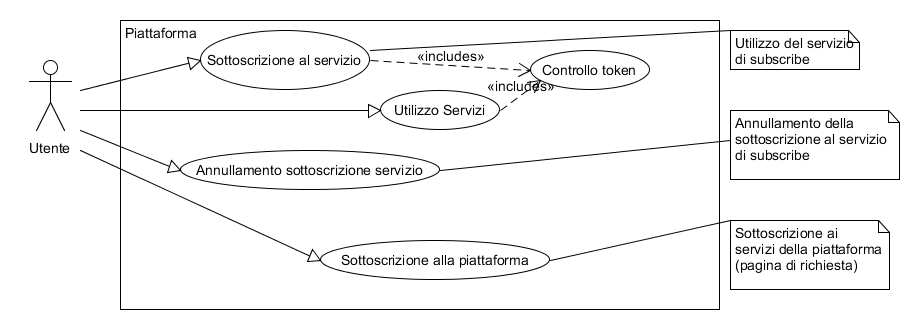 Piattaforma
Sottoscrizione al servizio
«includes»
Controllo token
«includes»
Utilizzo Servizi
Utente
Annullamento sottoscrizione servizio
Sottoscrizione alla piattaforma
Utilizzo del servizio
di subscribe
Annullamento della
sottoscrizione al servizio
di subscribe
Sottoscrizione ai
servizi della piattaforma
(pagina di richiesta)